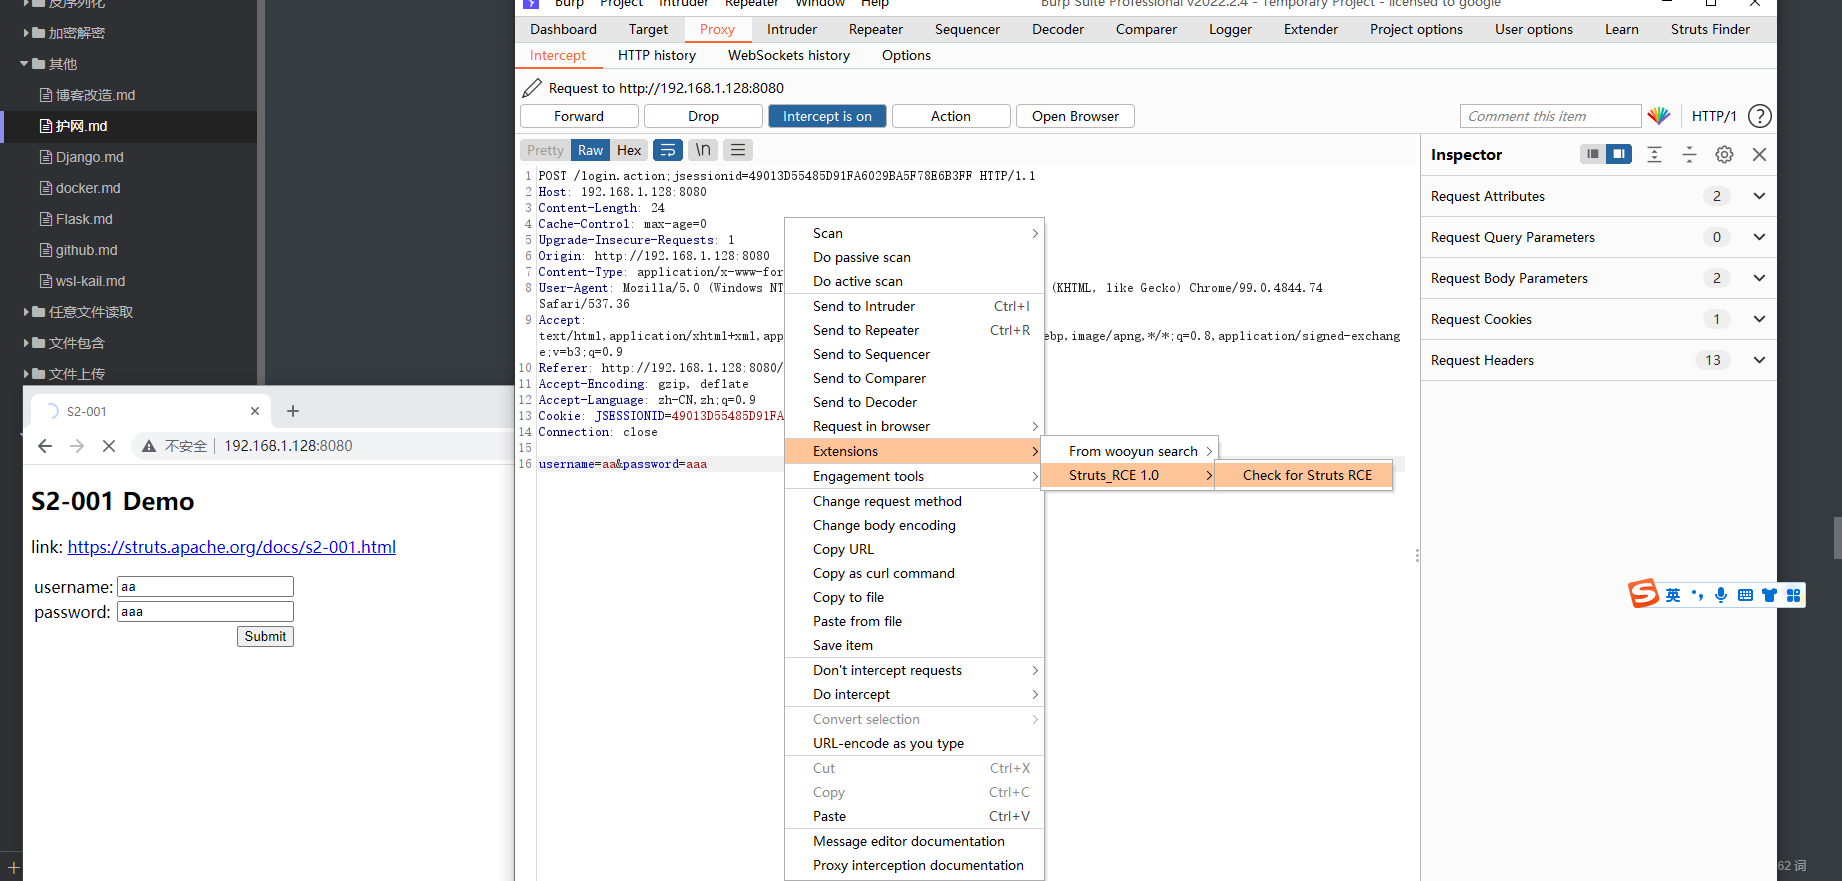 反序列化
加密解密
其他
博客改造.md
护网.md
Django.md
docker.md
Flask.md
github.md
wsl-kail.md
任意文件读取
文件包含
文件上传
S2-001
不安全
192.168.1.128:8080
S2-001 Demo
link: https://struts.apache.org/docs/s2-001.html
username: aa
password: aaa
Submit
Burp Project Intruder Repeater Window Help
Burp Suite Professional v2022.2.4 - Temporary Project - licensed to google
Dashboard Target Proxy Intruder Repeater Sequencer Decoder Comparer Logger Extender Project options User options Learn Struts Finder
Intercept HTTP history WebSockets history Options
Request to http://192.168.1.128:8080
Forward Drop Intercept is on Action Open Browser
Comment this item
HTTP/1 ?
Pretty Raw Hex \n
1 POST /login.action;jsessionid=49013D55485D91FA6029BA5F78E6B3FF HTTP/1.1
2 Host: 192.168.1.128:8080
3 Content-Length: 24
4 Cache-Control: max-age=0
5 Upgrade-Insecure-Requests: 1
6 Origin: http://192.168.1.128:8080
7 Content-Type: application/x-www-for
8 User-Agent: Mozilla/5.0 (Windows NT (KHTML, like Gecko) Chrome/99.0.4844.74
Safari/537.36
9 Accept:
text/html,application/xhtml+xml,app ebp,image/apng,*/*;q=0.8,application/signed-exchang
e;v=b3;q=0.9
10 Referer: http://192.168.1.128:8080/
11 Accept-Encoding: gzip, deflate
12 Accept-Language: zh-CN,zh;q=0.9
13 Cookie: JSESSIONID=49013D55485D91FA
14 Connection: close
15
16 username=aa&password=aaa
Scan
Do passive scan
Do active scan
Send to Intruder Ctrl+I
Send to Repeater Ctrl+R
Send to Sequencer
Send to Comparer
Send to Decoder
Request in browser
Extensions
Engagement tools
Change request method
Change body encoding
Copy URL
Copy as curl command
Copy to file
Paste from file
Save item
Don't intercept requests
Do intercept
Convert selection
URL-encode as you type
Cut Ctrl+X
Copy Ctrl+C
Paste Ctrl+V
Message editor documentation
Proxy interception documentation
From wooyun search
Struts_RCE 1.0
Check for Struts RCE
Inspector
Request Attributes 2
Request Query Parameters 0
Request Body Parameters 2
Request Cookies 1
Request Headers 13
S 英
62 词